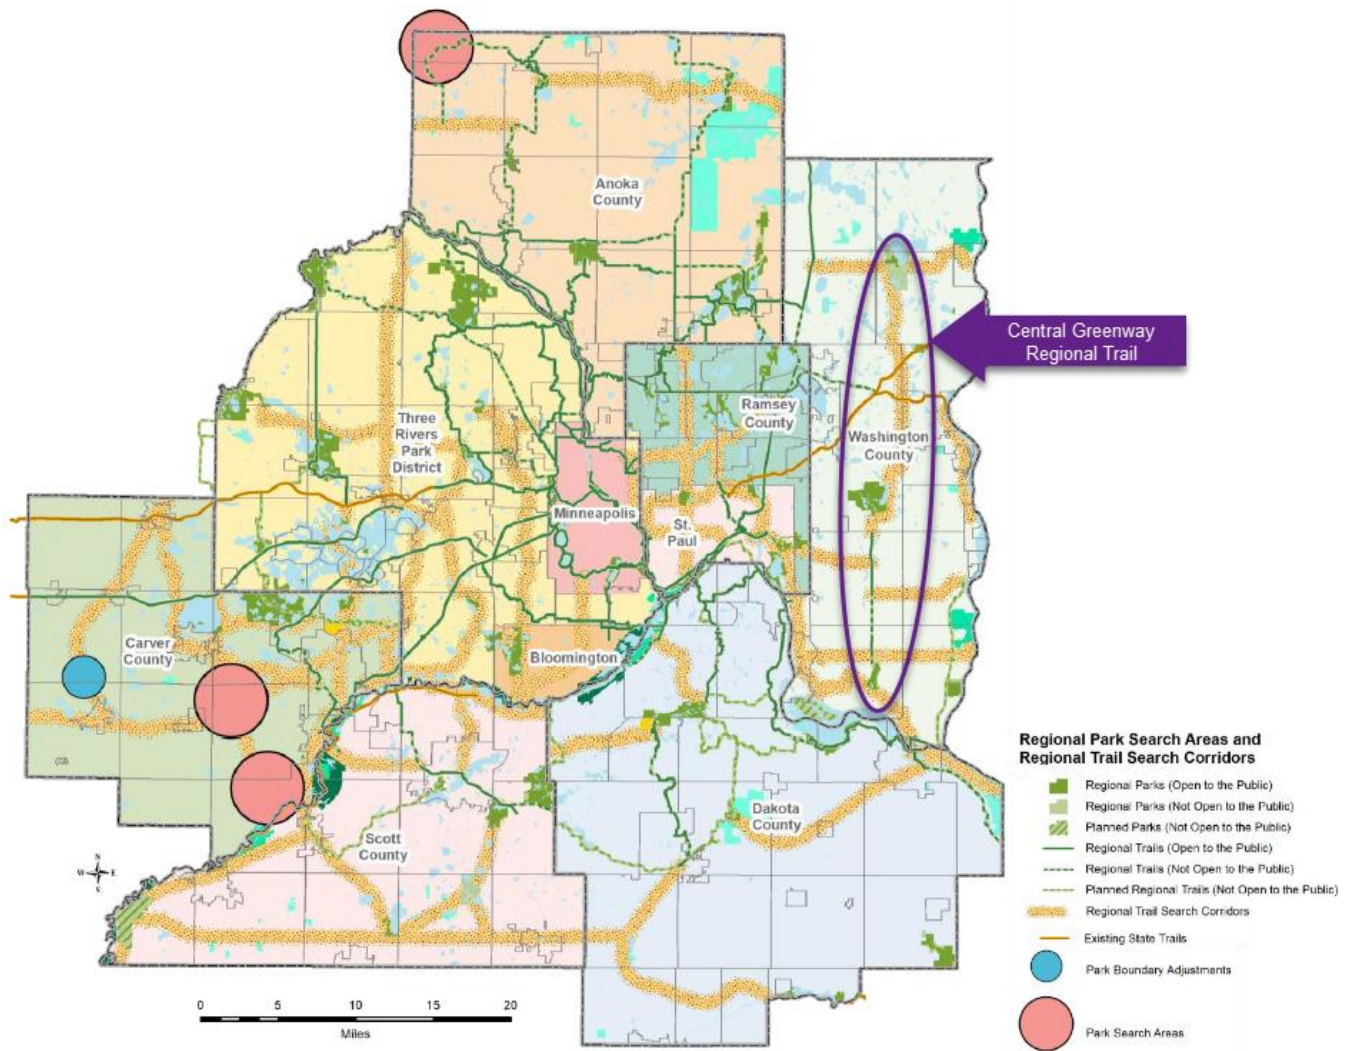 Anoka
County
Central Greenway
Regional Trail
Ramsey
County
Three
Rivers
Park
District
Washington
County
Minneapolis
St.
Paul
Carver
County
Bloomington
Dakota
County
Scott
County
N
W E
S
0 5 10 15 20
Miles
Regional Park Search Areas and
Regional Trail Search Corridors
Regional Parks (Open to the Public)
Regional Parks (Not Open to the Public)
Planned Parks (Not Open to the Public)
Regional Trails (Open to the Public)
Regional Trails (Not Open to the Public)
Planned Regional Trails (Not Open to the Public)
Regional Trail Search Corridors
Existing State Trails
Park Boundary Adjustments
Park Search Areas